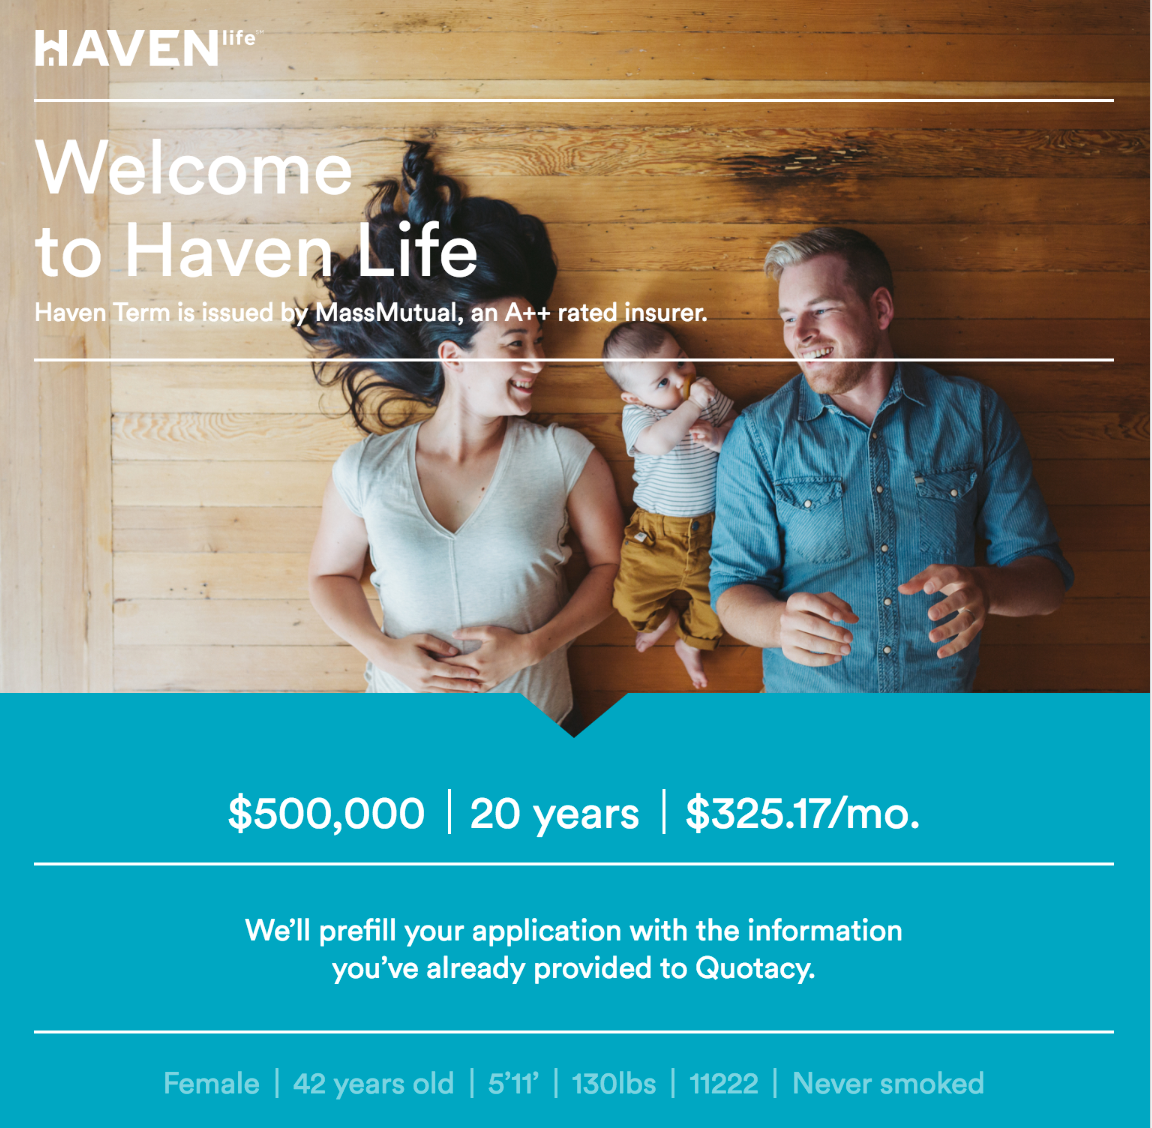 HAVEN life
Welcome
to Haven Life
Haven Term is issued by MassMutual, an A++ rated insurer.
$500,000 | 20 years | $325.17/mo.
We’ll prefill your application with the information
you’ve already provided to Quotacy.
Female | 42 years old | 5’11’ | 130lbs | 11222 | Never smoked